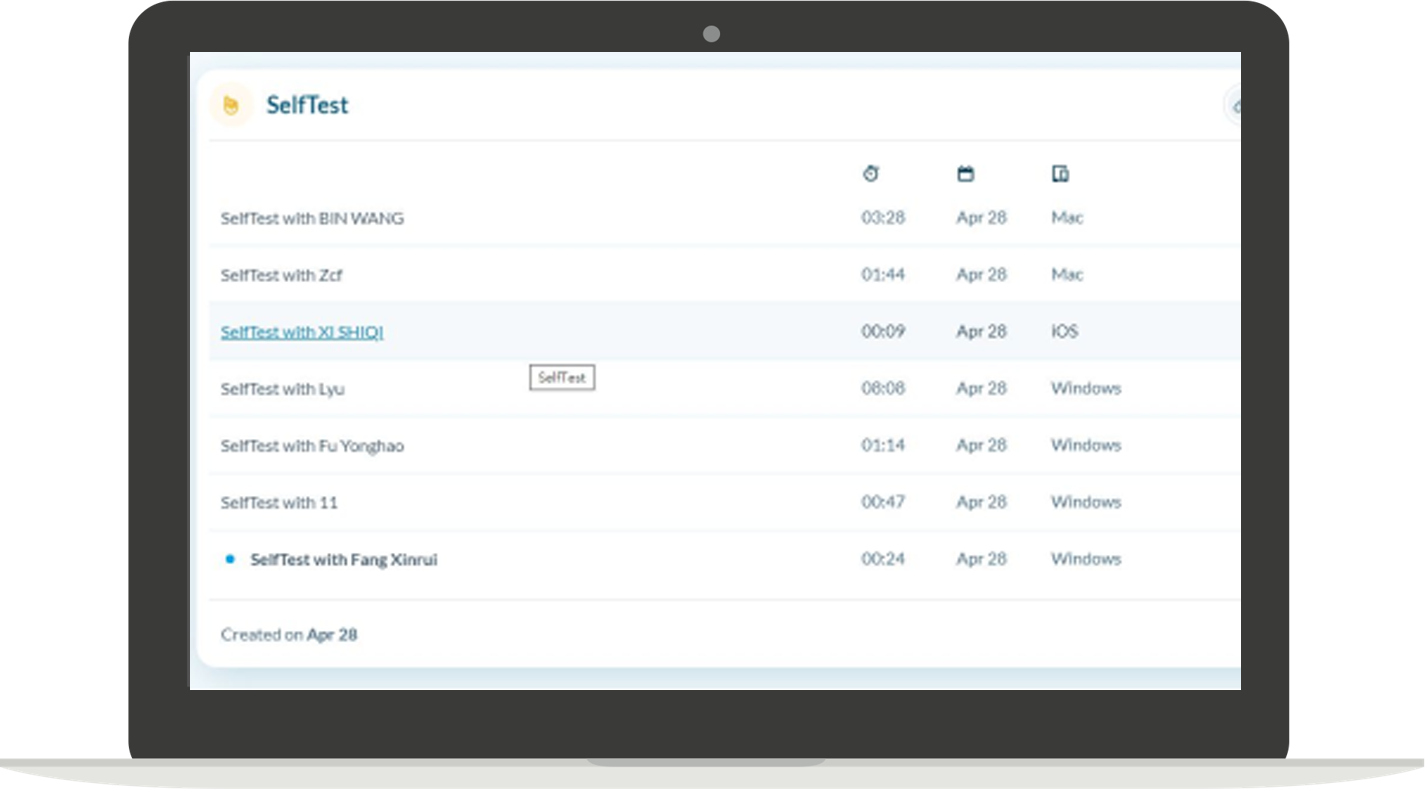 SelfTest
SelfTest with BIN WANG 03:28 Apr 28 Mac
SelfTest with Zcf 01:44 Apr 28 Mac
SelfTest with XI SHIQI 00:09 Apr 28 iOS
SelfTest
SelfTest with Lyu 08:08 Apr 28 Windows
SelfTest with Fu Yonghao 01:14 Apr 28 Windows
SelfTest with 11 00:47 Apr 28 Windows
SelfTest with Fang Xinrui 00:24 Apr 28 Windows
Created on Apr 28